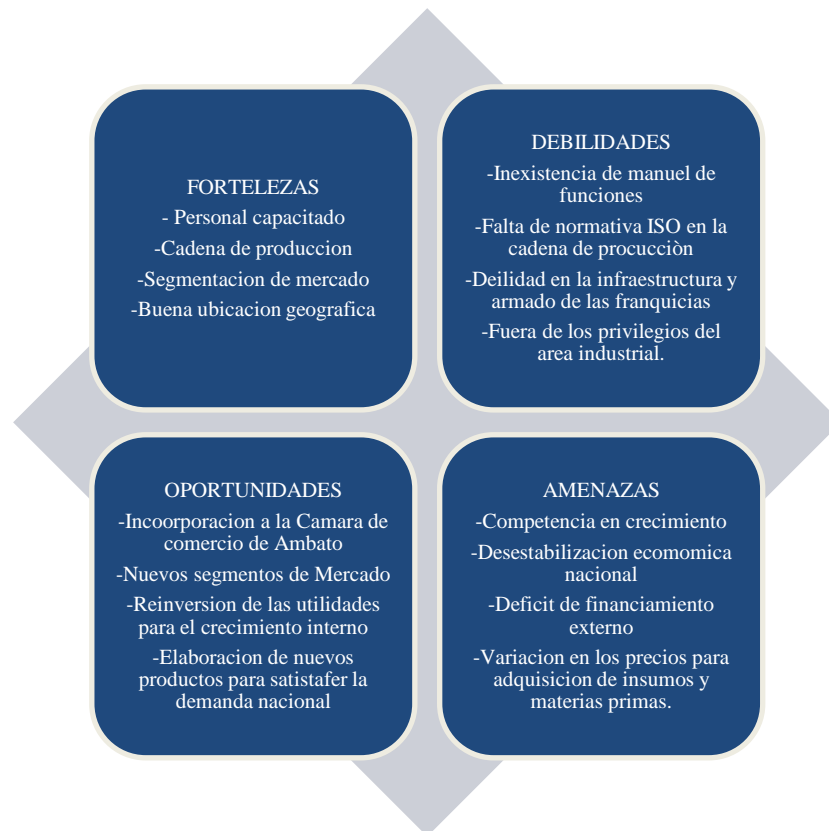 FORTELEZAS
- Personal capacitado
-Cadena de produccion
-Segmentacion de mercado
-Buena ubicacion geografica
DEBILIDADES
-Inexistencia de manuel de
funciones
-Falta de normativa ISO en la
cadena de procucciòn
-Deilidad en la infraestructura y
armado de las franquicias
-Fuera de los privilegios del
area industrial.
OPORTUNIDADES
-Incoorporacion a la Camara de
comercio de Ambato
-Nuevos segmentos de Mercado
-Reinversion de las utilidades
para el crecimiento interno
-Elaboracion de nuevos
productos para satistafer la
demanda nacional
AMENAZAS
-Competencia en crecimiento
-Desestabilizacion ecomomica
nacional
-Deficit de financiamiento
externo
-Variacion en los precios para
adquisicion de insumos y
materias primas.